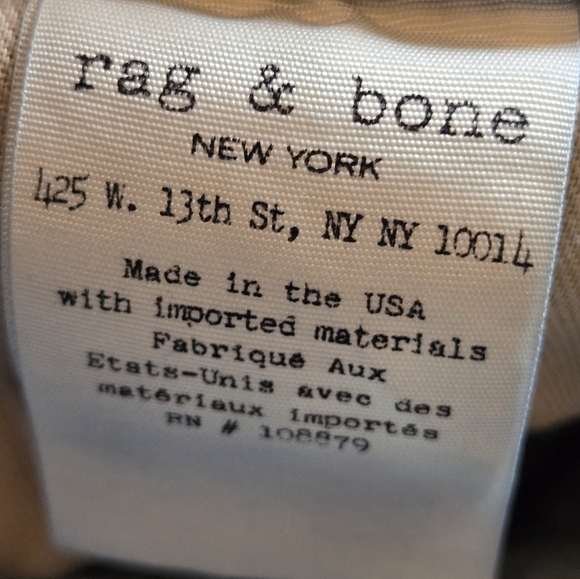 rag & bone
NEW YORK
425 W. 13th St, NY NY 10014
Made in the USA
with imported materials
Fabriqué Aux
Etats-Unis avec des
matériaux importés
RN # 108879